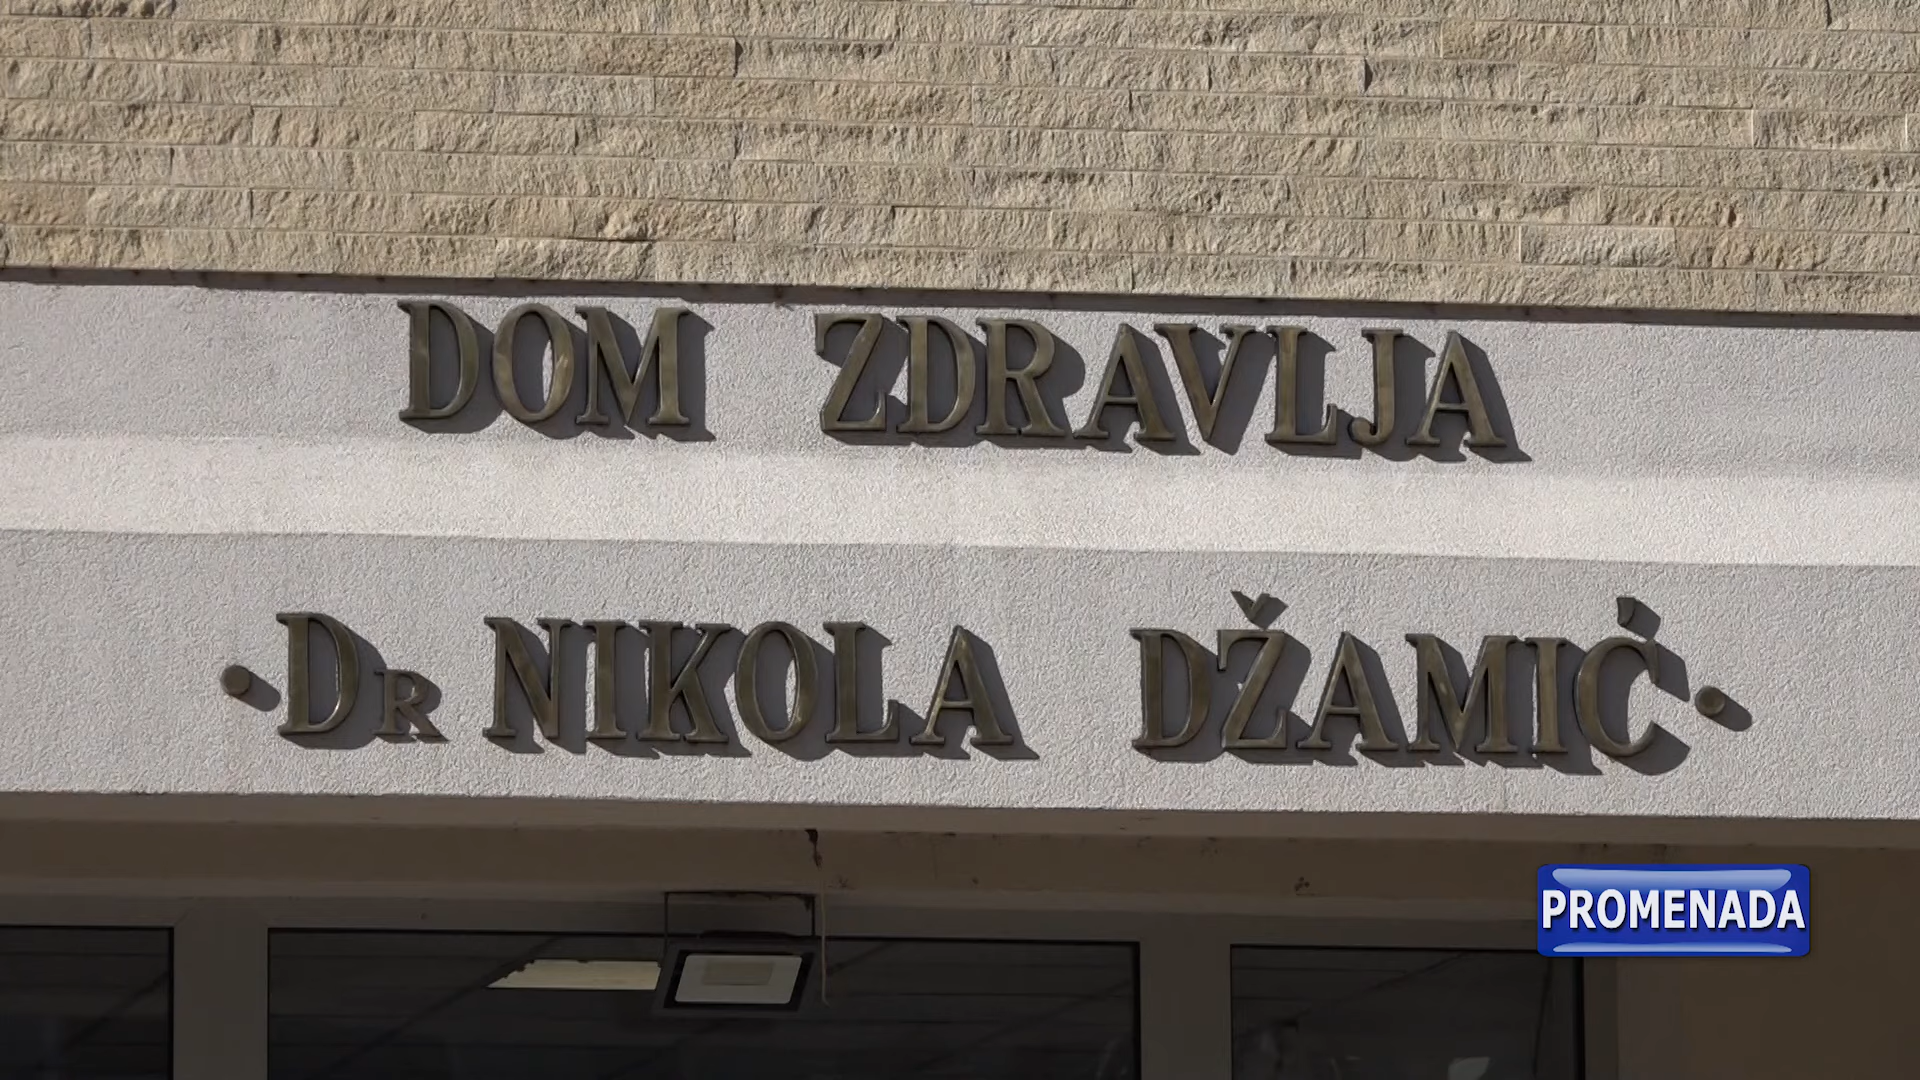 DOM ZDRAVLJA
• Dr NIKOLA DŽAMIĆ •
PROMENADA